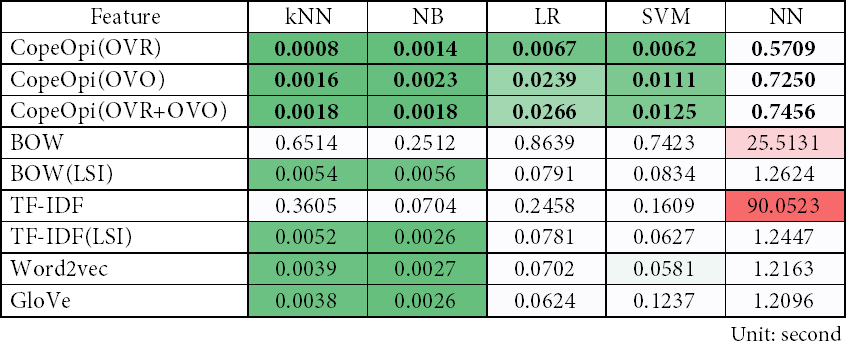 Feature kNN NB LR SVM NN
CopeOpi(OVR) 0.0008 0.0014 0.0067 0.0062 0.5709
CopeOpi(OVO) 0.0016 0.0023 0.0239 0.0111 0.7250
CopeOpi(OVR+OVO) 0.0018 0.0018 0.0266 0.0125 0.7456
BOW 0.6514 0.2512 0.8639 0.7423 25.5131
BOW(LSI) 0.0054 0.0056 0.0791 0.0834 1.2624
TF-IDF 0.3605 0.0704 0.2458 0.1609 90.0523
TF-IDF(LSI) 0.0052 0.0026 0.0781 0.0627 1.2447
Word2vec 0.0039 0.0027 0.0702 0.0581 1.2163
GloVe 0.0038 0.0026 0.0624 0.1237 1.2096
Unit: second